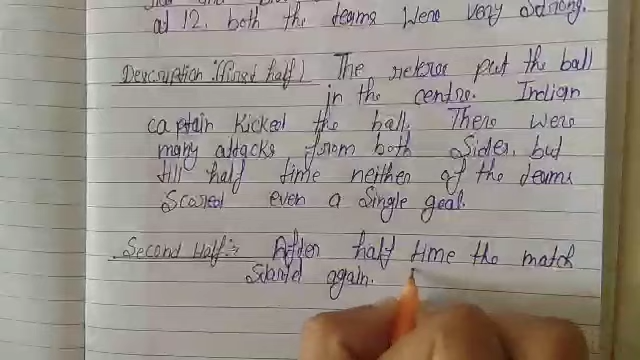 at 12. both the teams were very strong.
Description :(first half) The referee put the ball
in the centre. Indian
captain kicked the ball. There were
many attacks from both sides, but
till half time neither of the teams
scored even a single goal.
Second Half :- After half time the match
started again.